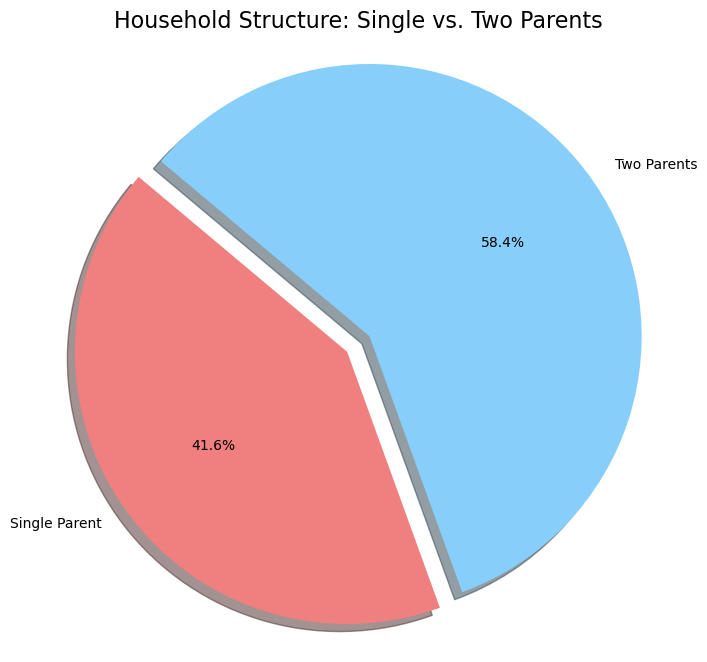 Household Structure: Single vs. Two Parents
Two Parents
58.4%
41.6%
Single Parent